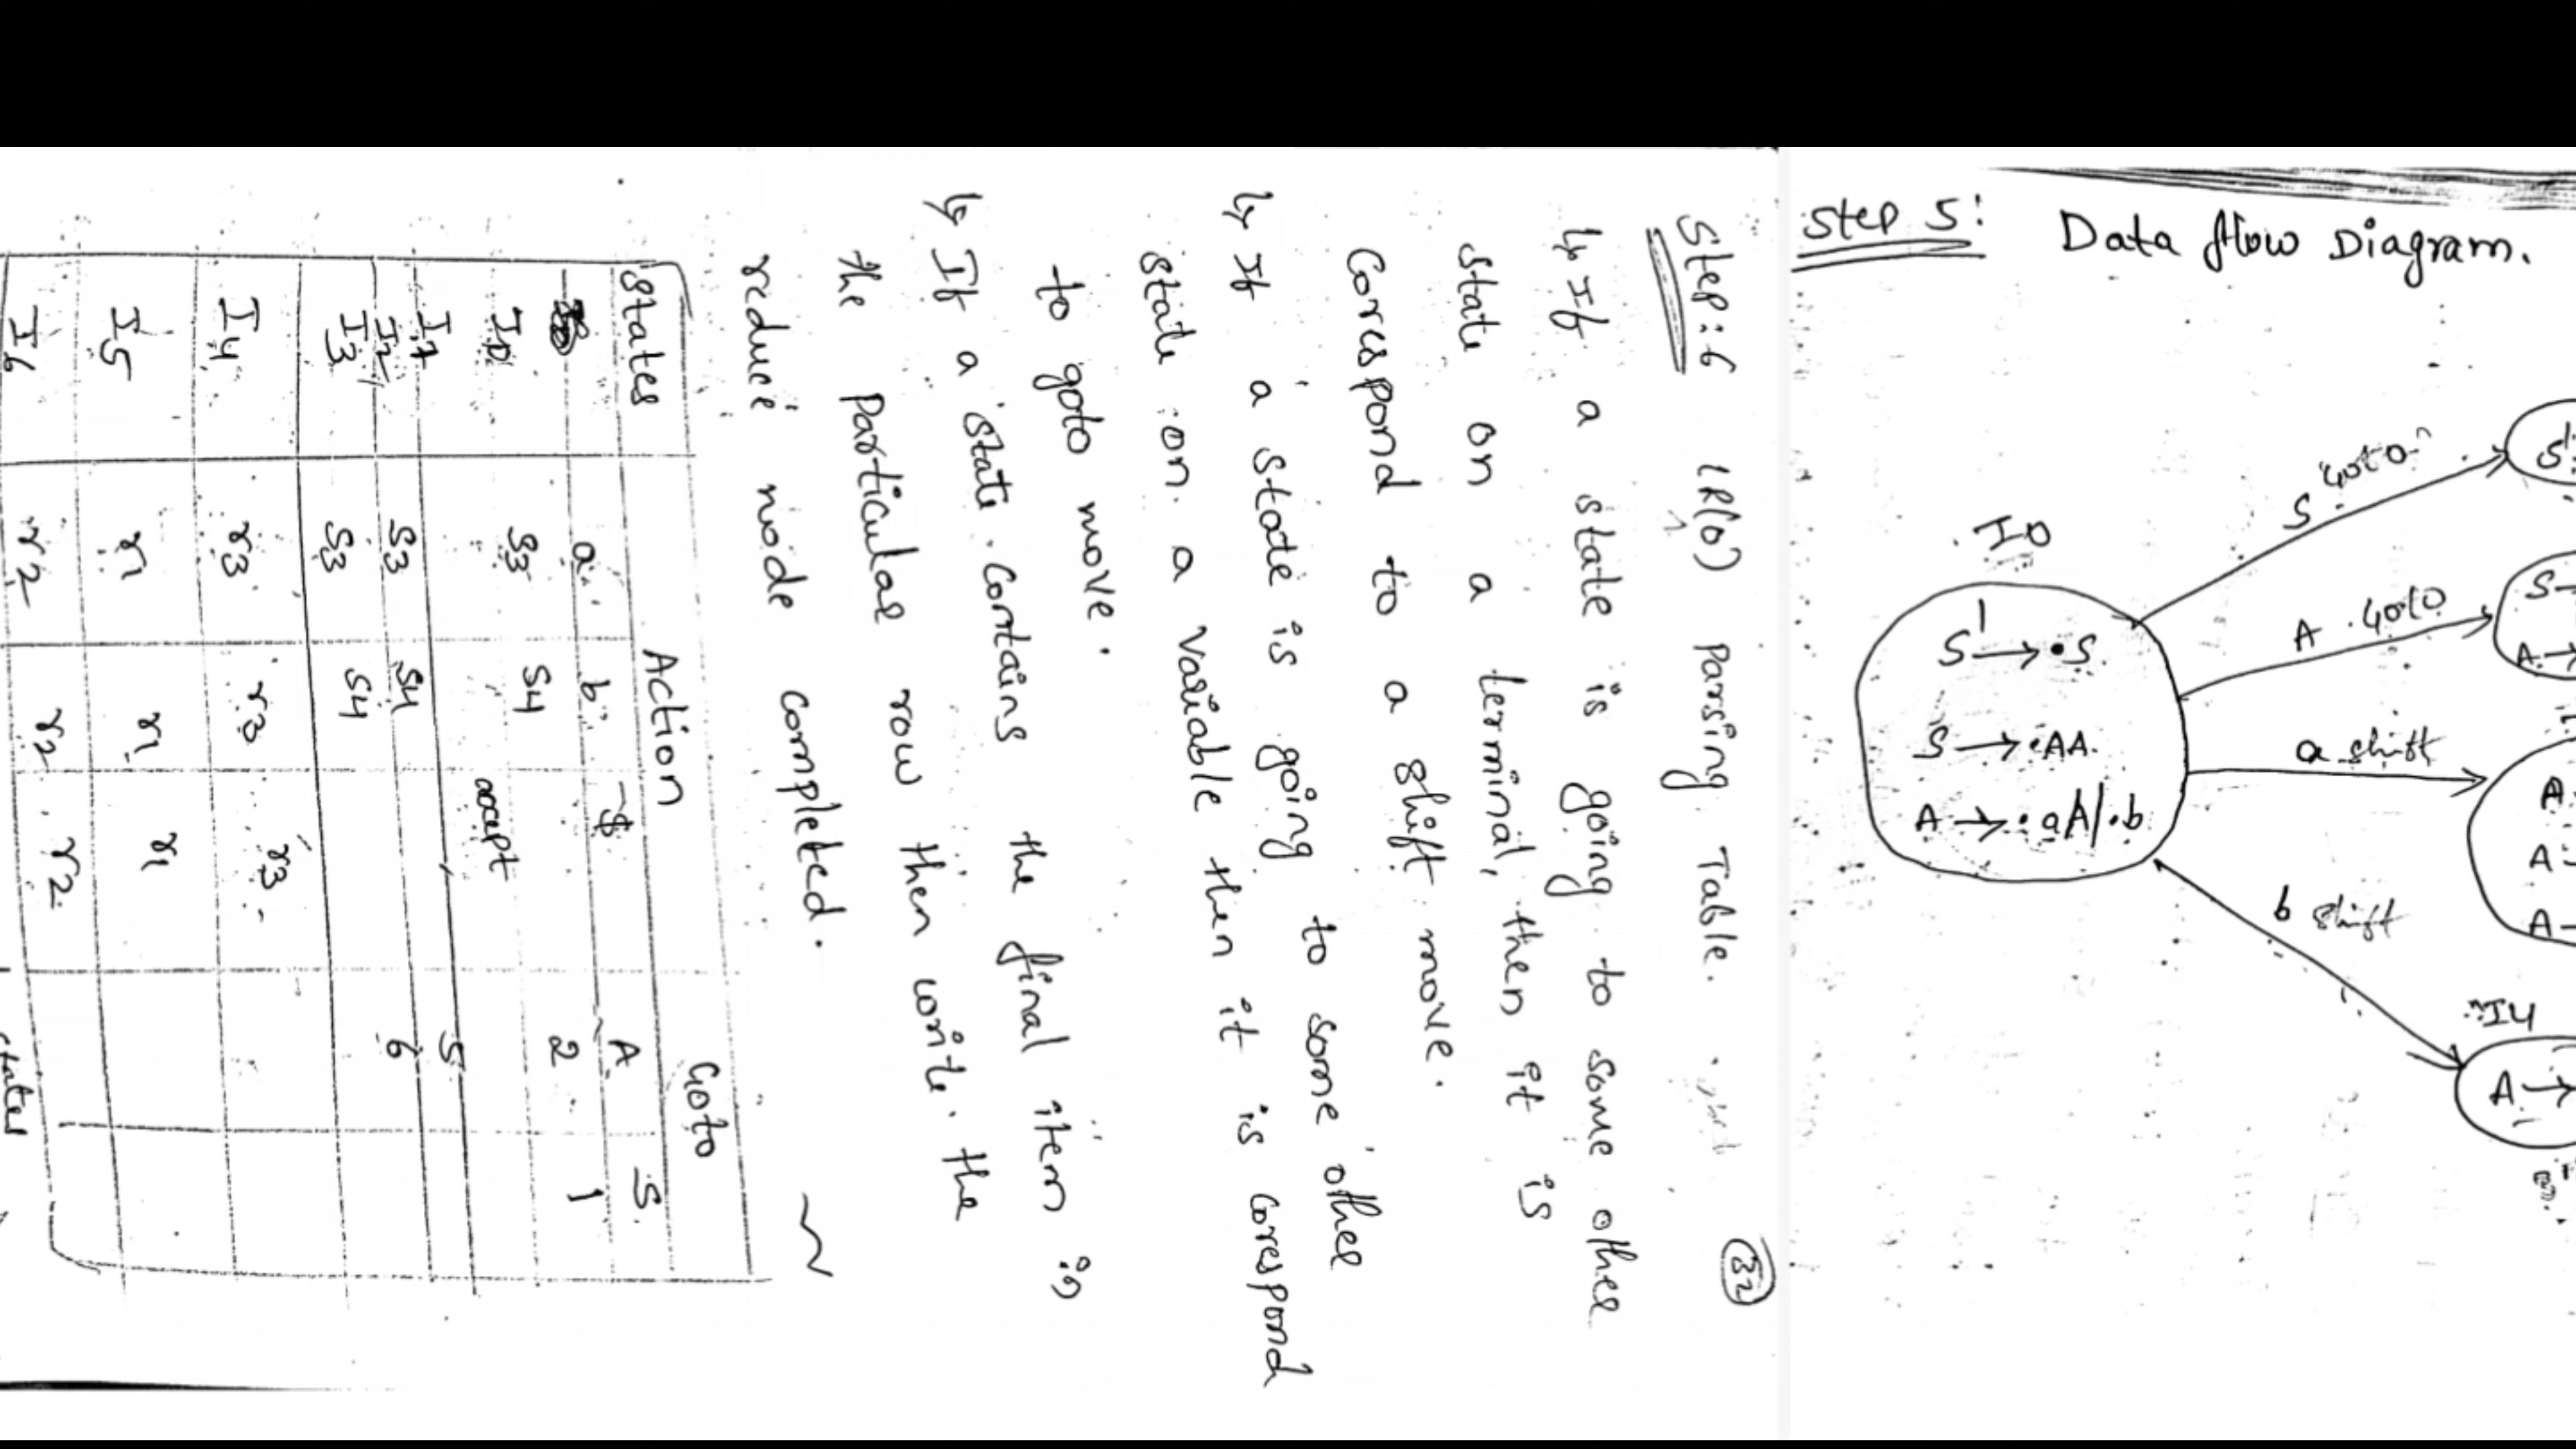 Step:6 LR(0) Parsing Table.
32
↳ If a state is going to some other
state on a terminal, then it is
Corespond to a shift move.
↳ If a state is going to some other
state on a variable then it is corespond
to goto move.
↳ If a state contains the final item in
the Particular row then write the
reduce mode completed.
States Action Goto
a b $ A S
I0 S3 S4 2 1
I1 accept
I2 S3 S4 5
I3 S3 S4 6
I4 r3 r3 r3
I5 r1 r1 r1
I6 r2 r2 r2
States
Step 5: Data flow Diagram.
I0
S' → •S
S → •AA
A → •aA/•b
S goto
A goto
a shift
b shift
S'
S→
A→
A
A
A
I4
A→